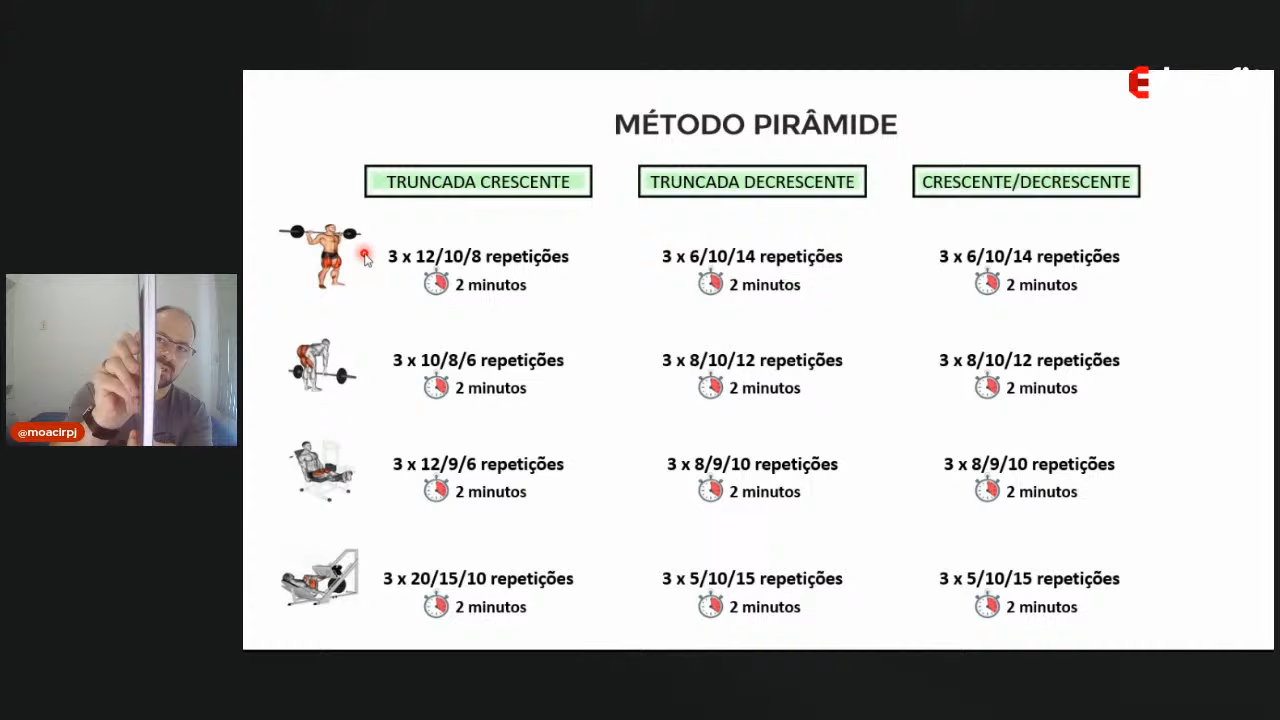 MÉTODO PIRÂMIDE
TRUNCADA CRESCENTE
TRUNCADA DECRESCENTE
CRESCENTE/DECRESCENTE
3 x 12/10/8 repetições
2 minutos
3 x 6/10/14 repetições
2 minutos
3 x 6/10/14 repetições
2 minutos
3 x 10/8/6 repetições
2 minutos
3 x 8/10/12 repetições
2 minutos
3 x 8/10/12 repetições
2 minutos
3 x 12/9/6 repetições
2 minutos
3 x 8/9/10 repetições
2 minutos
3 x 8/9/10 repetições
2 minutos
3 x 20/15/10 repetições
2 minutos
3 x 5/10/15 repetições
2 minutos
3 x 5/10/15 repetições
2 minutos
@moacirpj